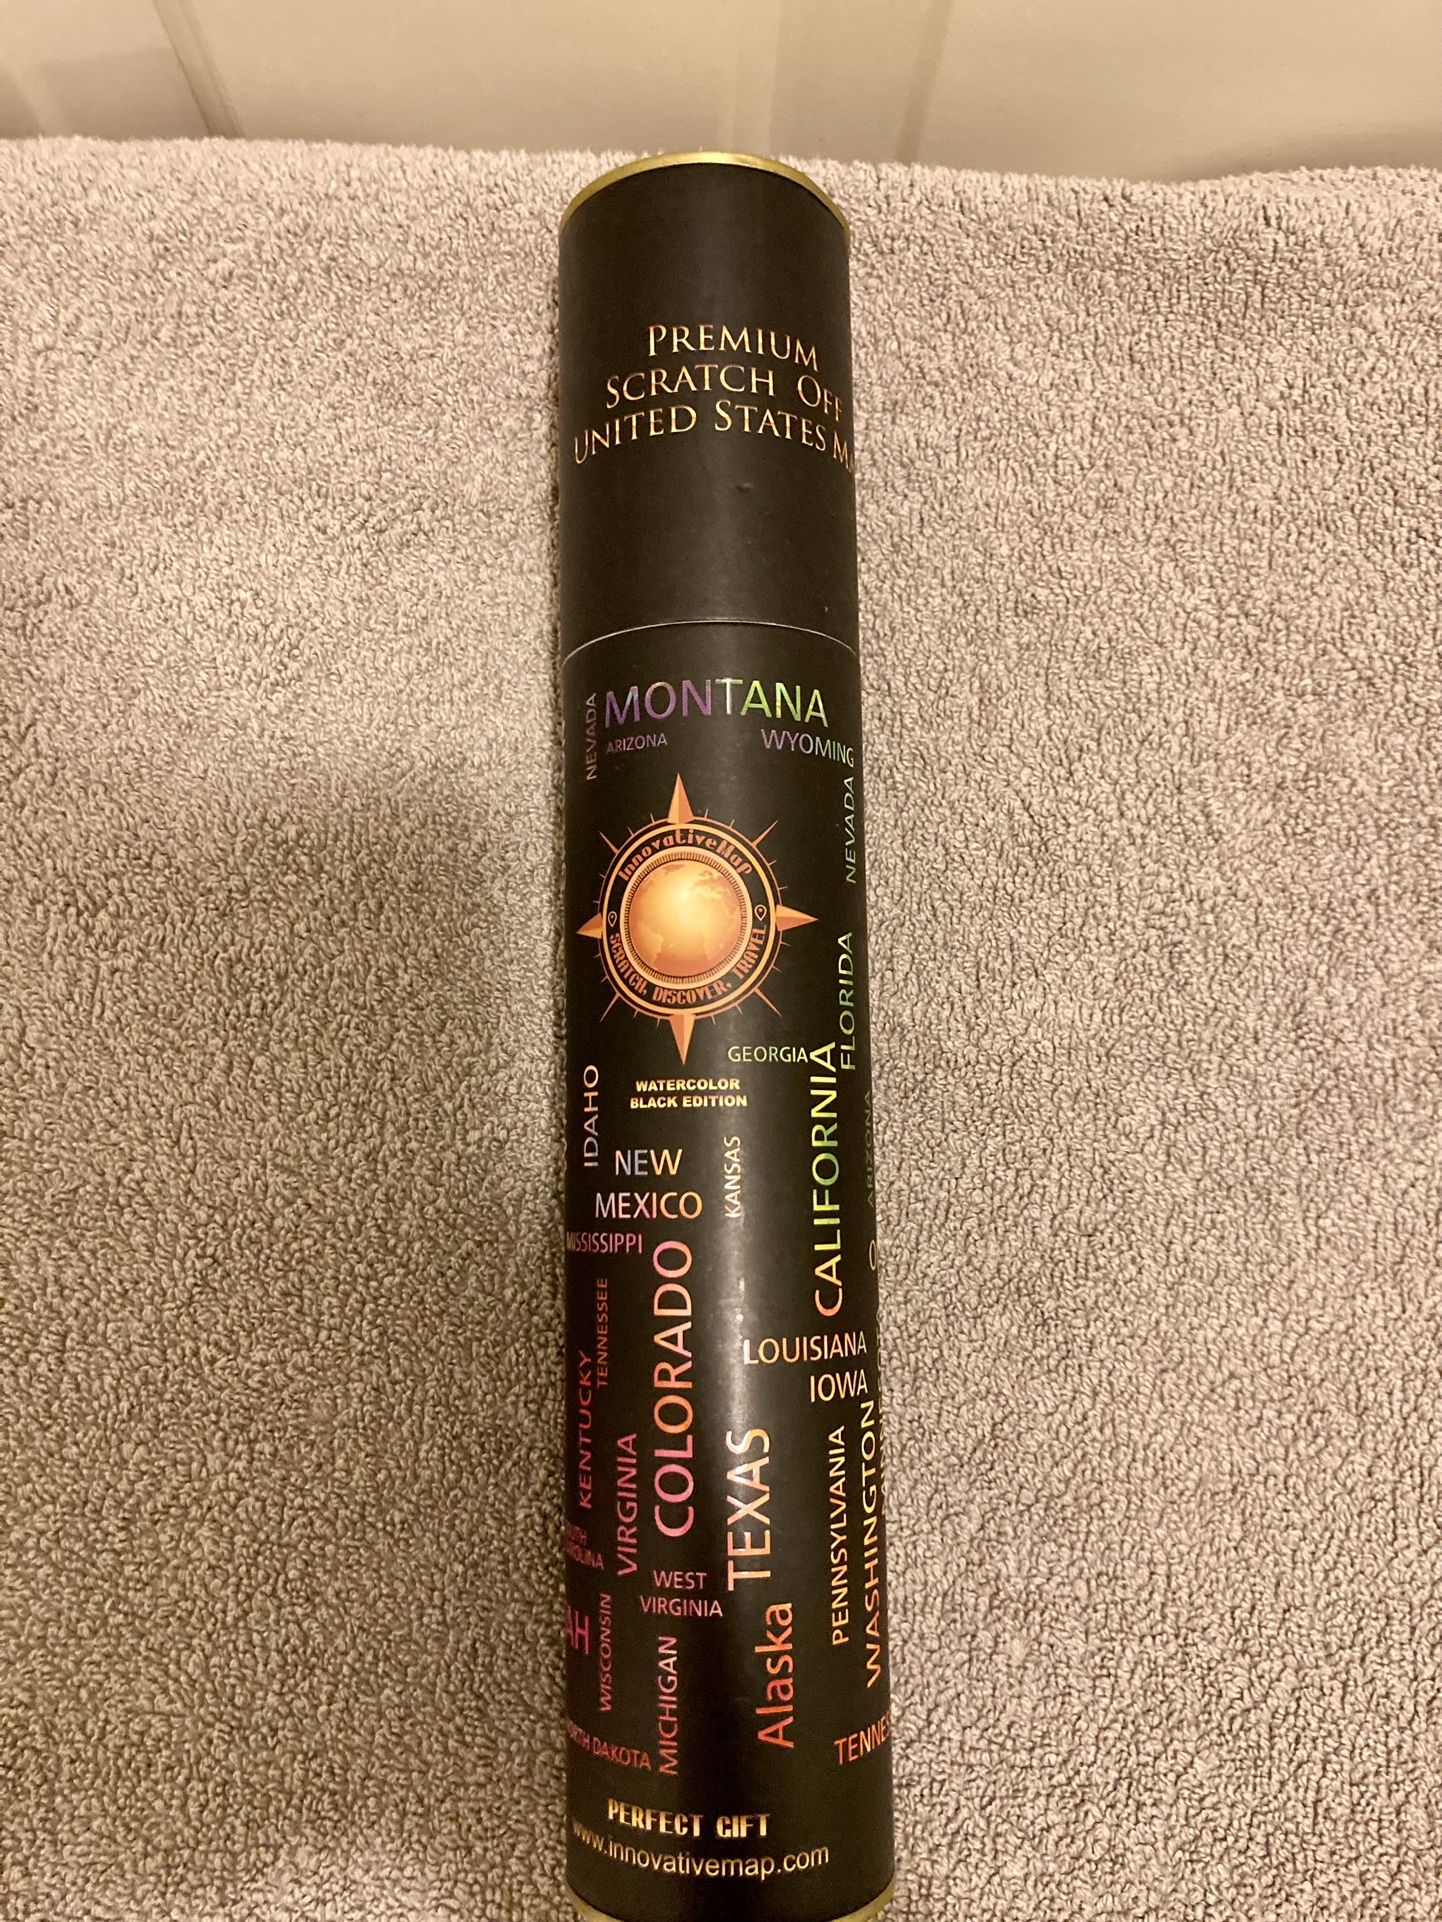 PREMIUM
SCRATCH OFF
UNITED STATES
NEVADA
MONTANA
ARIZONA
WYOMING
NEVADA
InnovativeMap
SCRATCH, DISCOVER, TRAVEL
FLORIDA
GEORGIA
WATERCOLOR
BLACK EDITION
IDAHO
CALIFORNIA
ARIZONA
NEW
MEXICO
KANSAS
MISSISSIPPI
COLORADO
TENNESSEE
LOUISIANA
IOWA
KENTUCKY
VIRGINIA
TEXAS
PENNSYLVANIA
WASHINGTON
WEST
VIRGINIA
WISCONSIN
MICHIGAN
Alaska
DAKOTA
PERFECT GIFT
www.innovativemap.com